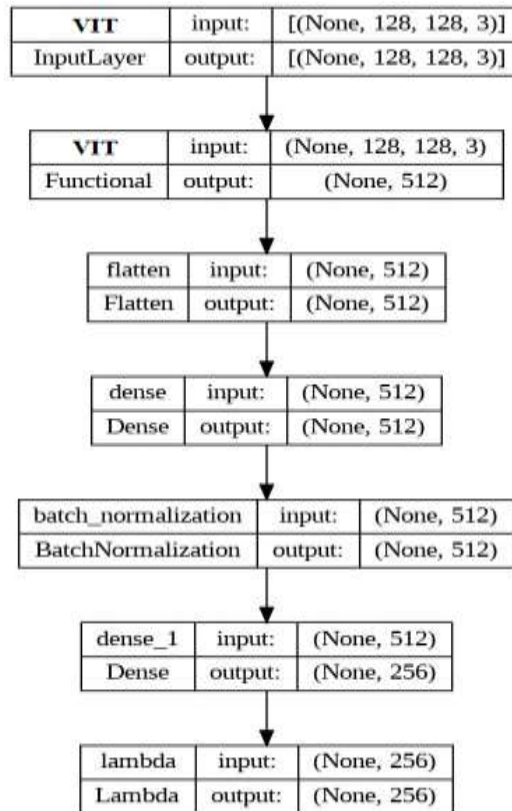 VIT input: [(None, 128, 128, 3)]
InputLayer output: [(None, 128, 128, 3)]
VIT input: (None, 128, 128, 3)
Functional output: (None, 512)
flatten input: (None, 512)
Flatten output: (None, 512)
dense input: (None, 512)
Dense output: (None, 512)
batch_normalization input: (None, 512)
BatchNormalization output: (None, 512)
dense_1 input: (None, 512)
Dense output: (None, 256)
lambda input: (None, 256)
Lambda output: (None, 256)